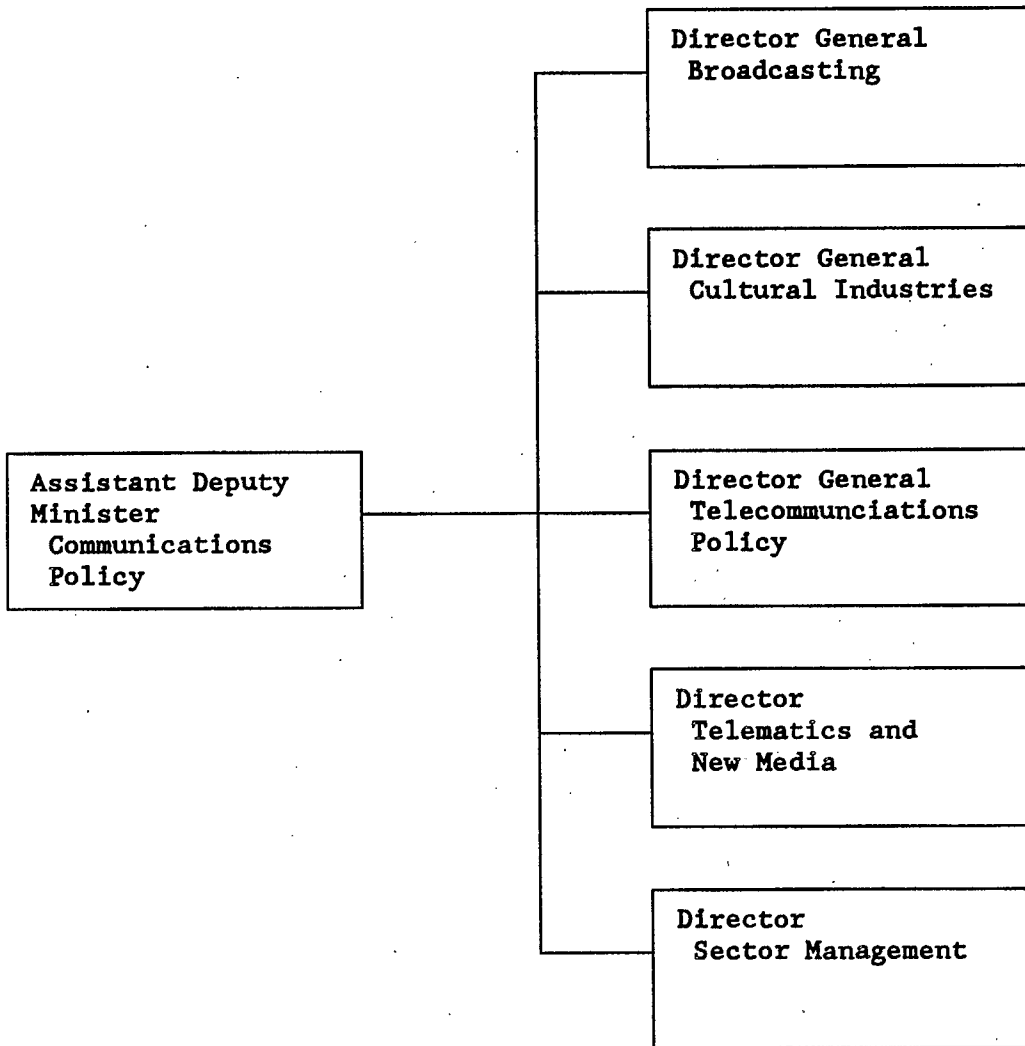 Director General
Broadcasting
Director General
Cultural Industries
Assistant Deputy
Minister
Communications
Policy
Director General
Telecommunciations
Policy
Director
Telematics and
New Media
Director
Sector Management